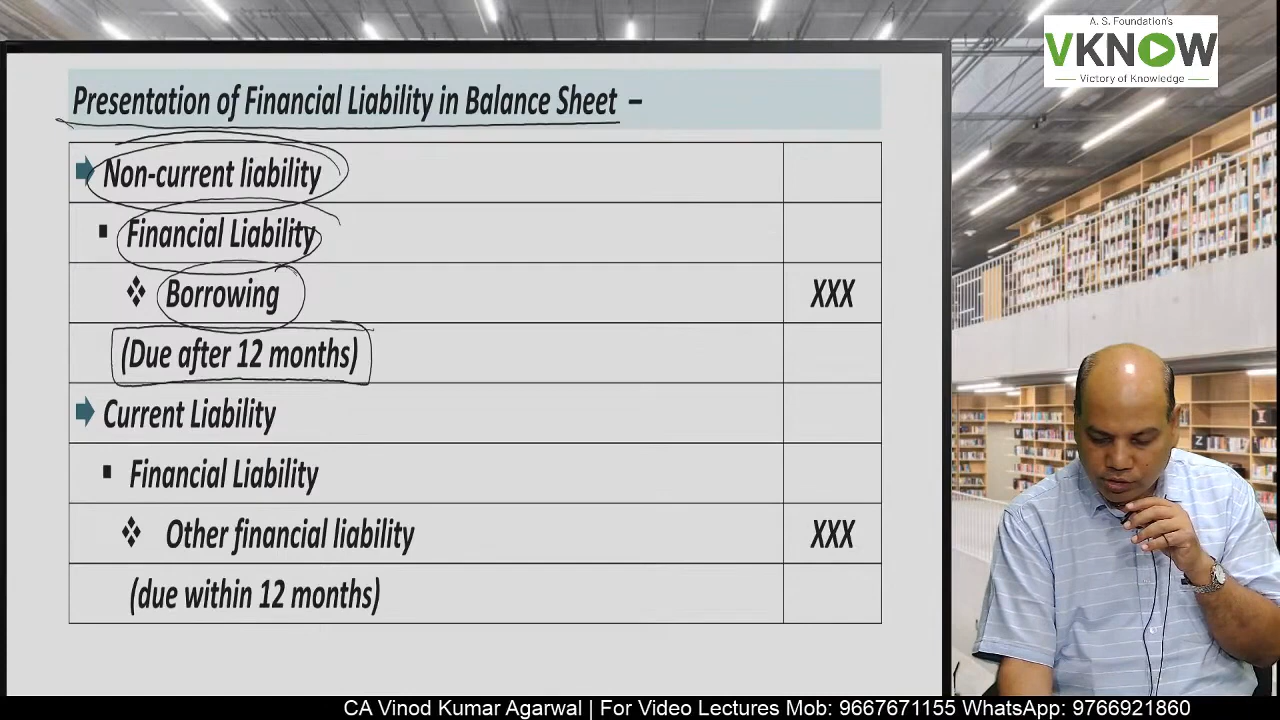 A. S. Foundation's
VKNOW
Victory of Knowledge
Presentation of Financial Liability in Balance Sheet –
Non-current liability
Financial Liability
Borrowing XXX
(Due after 12 months)
Current Liability
Financial Liability
Other financial liability XXX
(due within 12 months)
Z
CA Vinod Kumar Agarwal | For Video Lectures Mob: 9667671155 WhatsApp: 9766921860